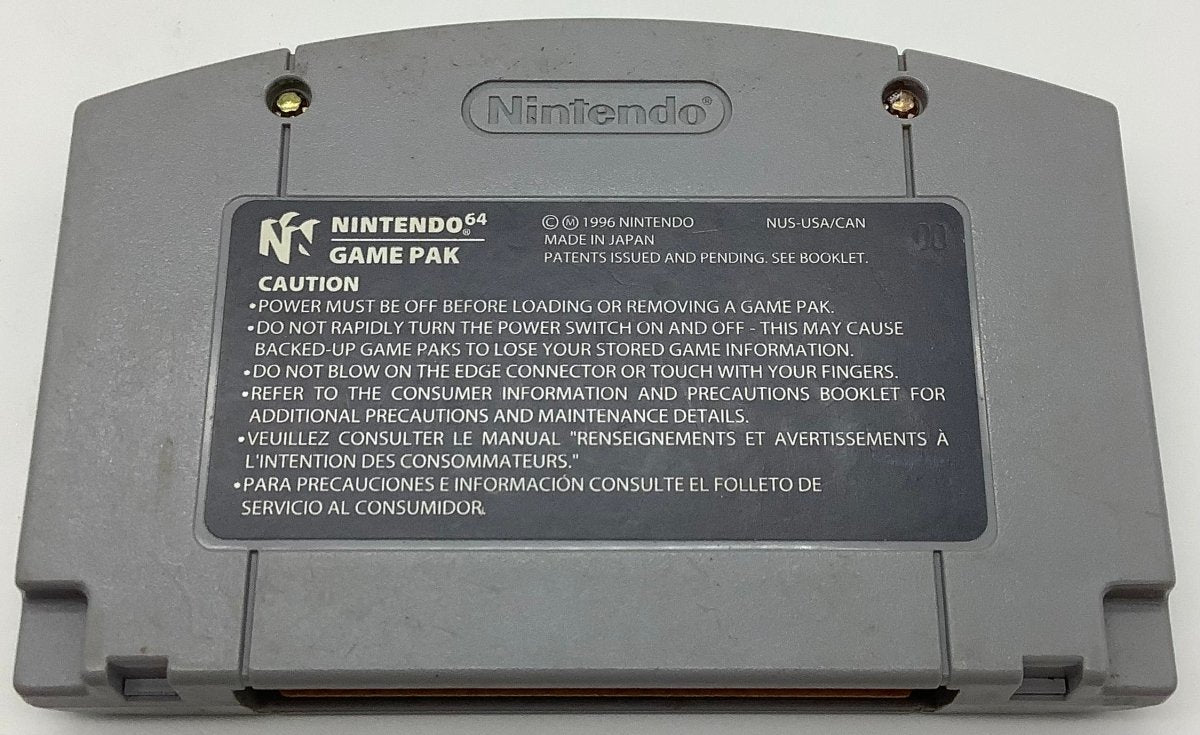 Nintendo®
NINTENDO 64®
GAME PAK
© Ⓜ 1996 NINTENDO NUS-USA/CAN
MADE IN JAPAN
PATENTS ISSUED AND PENDING. SEE BOOKLET.
CAUTION
•POWER MUST BE OFF BEFORE LOADING OR REMOVING A GAME PAK.
•DO NOT RAPIDLY TURN THE POWER SWITCH ON AND OFF - THIS MAY CAUSE
BACKED-UP GAME PAKS TO LOSE YOUR STORED GAME INFORMATION.
•DO NOT BLOW ON THE EDGE CONNECTOR OR TOUCH WITH YOUR FINGERS.
•REFER TO THE CONSUMER INFORMATION AND PRECAUTIONS BOOKLET FOR
ADDITIONAL PRECAUTIONS AND MAINTENANCE DETAILS.
•VEUILLEZ CONSULTER LE MANUAL "RENSEIGNEMENTS ET AVERTISSEMENTS À
L'INTENTION DES CONSOMMATEURS."
•PARA PRECAUCIONES E INFORMACIÓN CONSULTE EL FOLLETO DE
SERVICIO AL CONSUMIDOR.